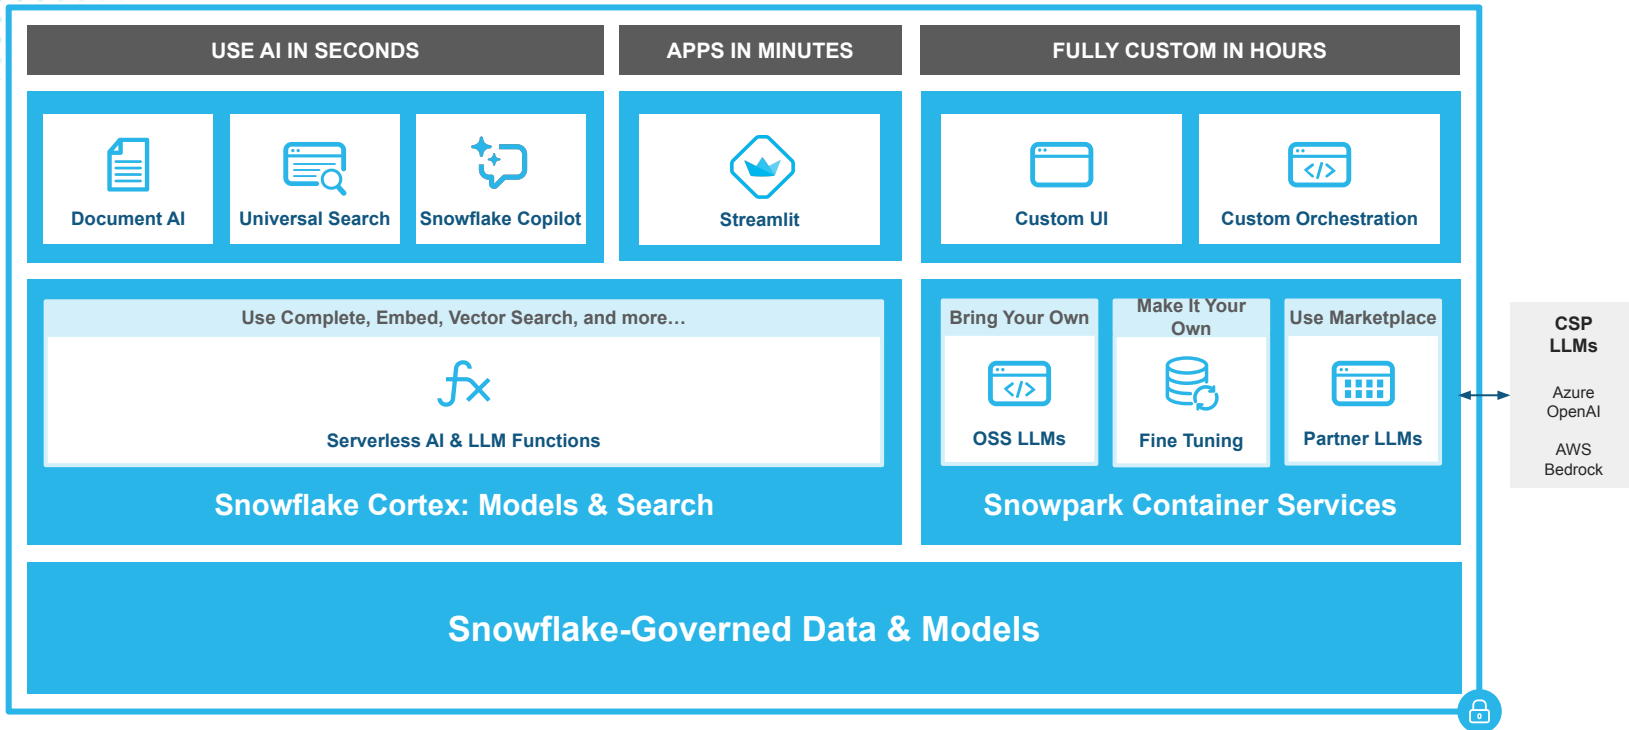 USE AI IN SECONDS
APPS IN MINUTES
FULLY CUSTOM IN HOURS
Document AI
Universal Search
Snowflake Copilot
Streamlit
Custom UI
Custom Orchestration
Use Complete, Embed, Vector Search, and more…
Serverless AI & LLM Functions
Snowflake Cortex: Models & Search
Bring Your Own
OSS LLMs
Make It Your
Own
Fine Tuning
Use Marketplace
Partner LLMs
Snowpark Container Services
CSP
LLMs
Azure
OpenAI
AWS
Bedrock
Snowflake-Governed Data & Models